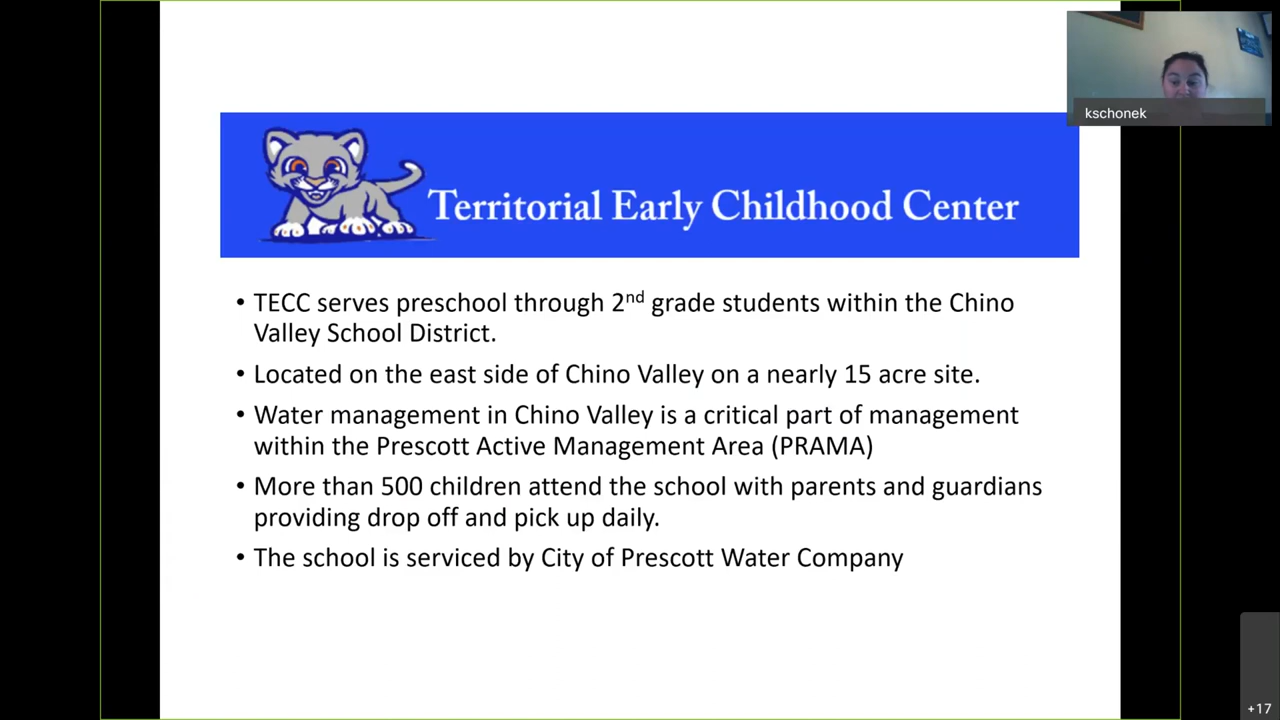 kschonek
Territorial Early Childhood Center
• TECC serves preschool through 2nd grade students within the Chino
Valley School District.
• Located on the east side of Chino Valley on a nearly 15 acre site.
• Water management in Chino Valley is a critical part of management
within the Prescott Active Management Area (PRAMA)
• More than 500 children attend the school with parents and guardians
providing drop off and pick up daily.
• The school is serviced by City of Prescott Water Company
+17